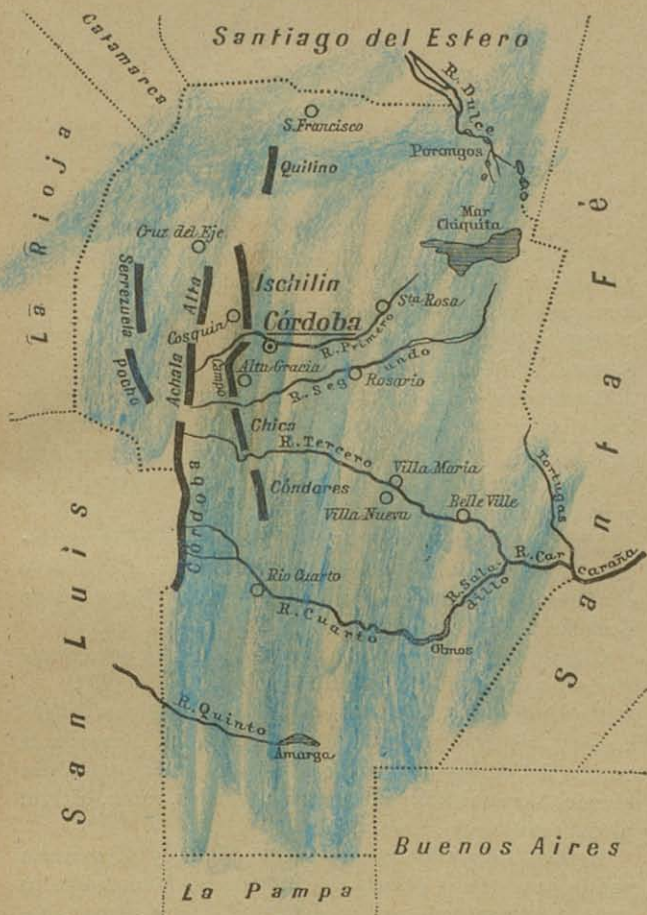 Catamarca
Santiago del Estero
La Rioja
R. Dulce
S. Francisco
Quilino
Porongos
Mar
Chiquita
Cruz del Eje
Serrezuela
Alta
Ischilin
Sta Rosa
Cosquin
Córdoba
R. Primero
Pocho
Achala
Campo
Alta Gracia
R. Segundo
Rosario
Santa Fé
Chica
R. Tercero
Villa Maria
Villa Nueva
Cóndores
Belle Ville
Tortugas
Córdoba
R. Carcaraña
R. Saladillo
Rio Cuarto
R. Cuarto
Olmos
San Luis
R. Quinto
Amarga
Buenos Aires
La Pampa